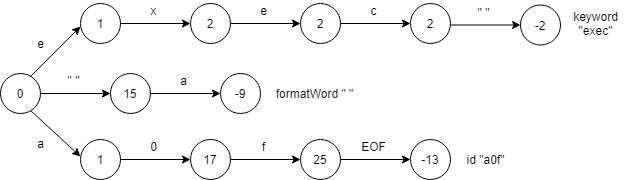 e
1
x
2
e
2
c
2
" "
-2
keyword
"exec"
0
" "
15
a
-9
formatWord " "
a
1
0
17
f
25
EOF
-13
id "a0f"